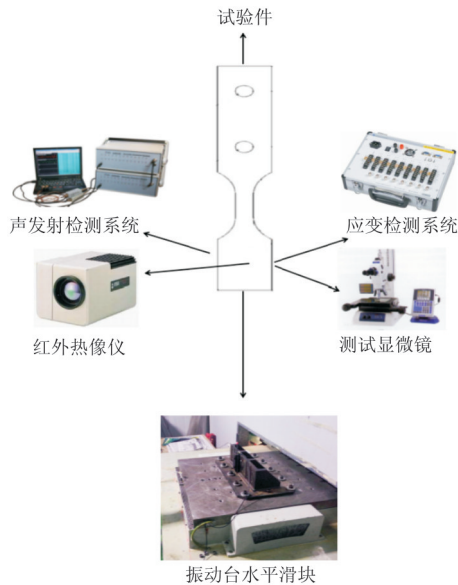 试验件
声发射检测系统
应变检测系统
红外热像仪
测试显微镜
振动台水平滑块